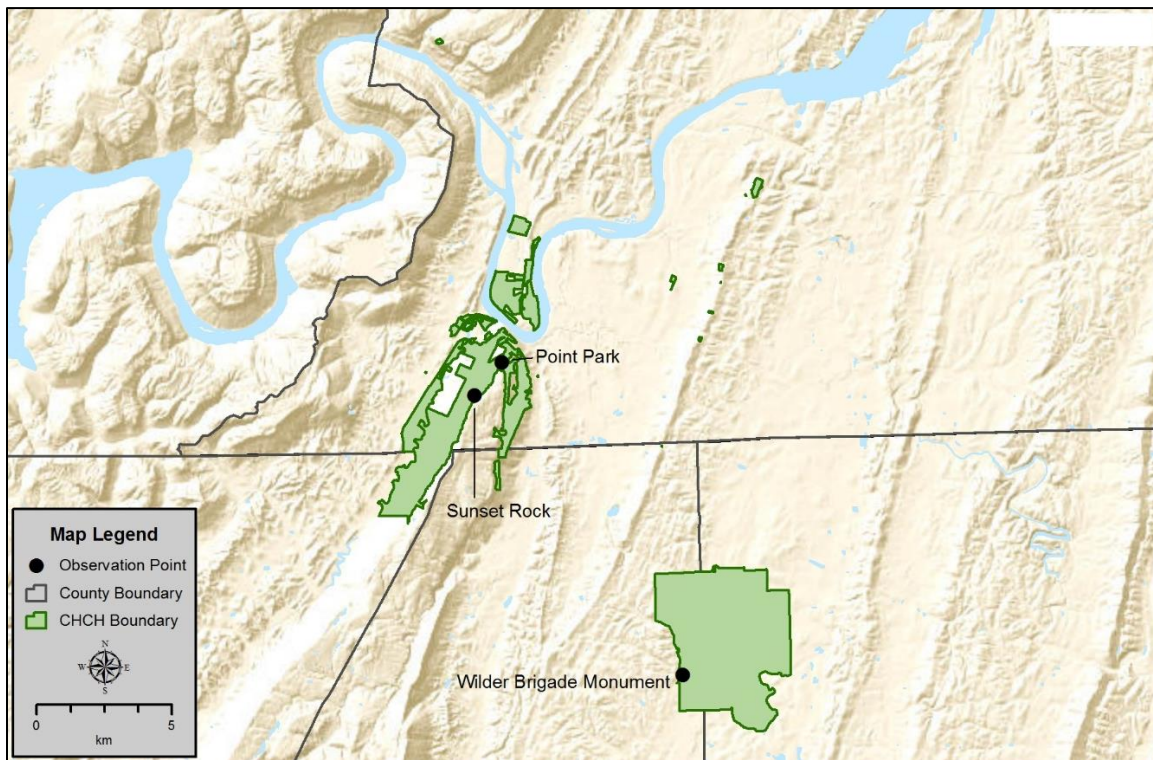 Point Park
Sunset Rock
Wilder Brigade Monument
Map Legend
Observation Point
County Boundary
CHCH Boundary
N
W E
S
0 5
km